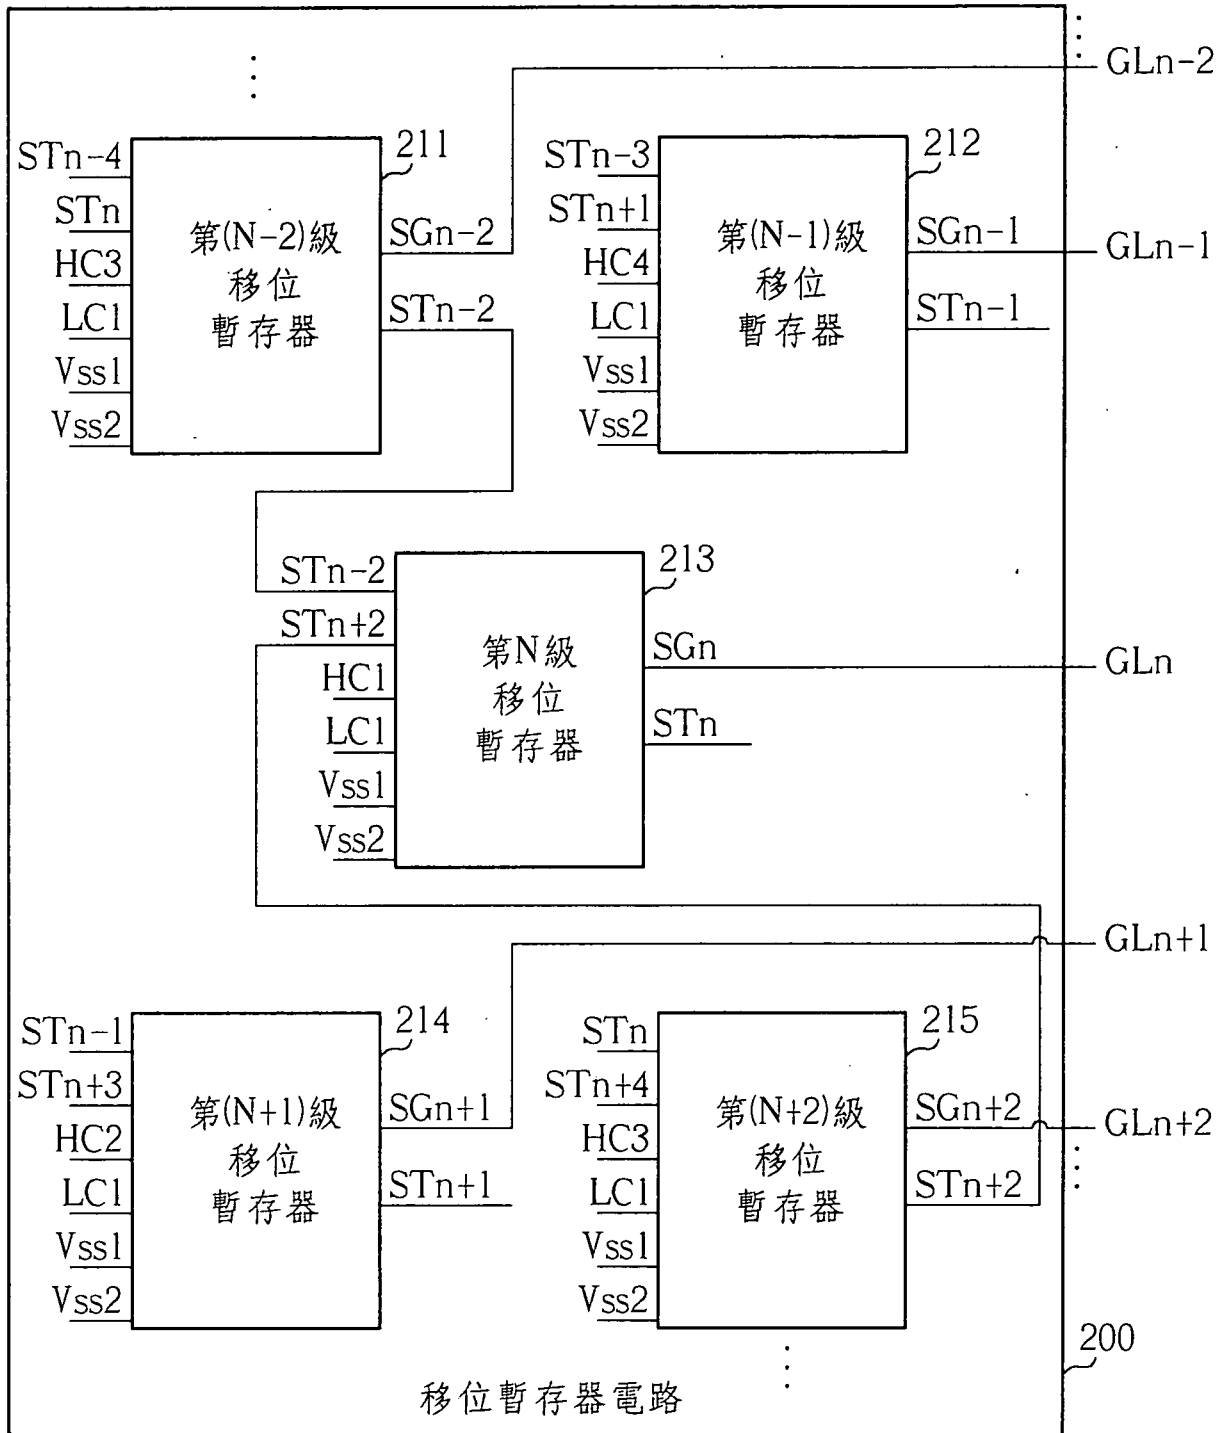 GLn-2
STn-4
STn
HC3
LC1
Vss1
Vss2
211
第(N-2)級
移位
暫存器
SGn-2
STn-2
STn-3
STn+1
HC4
LC1
Vss1
Vss2
212
第(N-1)級
移位
暫存器
SGn-1
STn-1
GLn-1
STn-2
STn+2
HC1
LC1
Vss1
Vss2
213
第N級
移位
暫存器
SGn
STn
GLn
GLn+1
STn-1
STn+3
HC2
LC1
Vss1
Vss2
214
第(N+1)級
移位
暫存器
SGn+1
STn+1
STn
STn+4
HC3
LC1
Vss1
Vss2
215
第(N+2)級
移位
暫存器
SGn+2
STn+2
GLn+2
200
移位暫存器電路